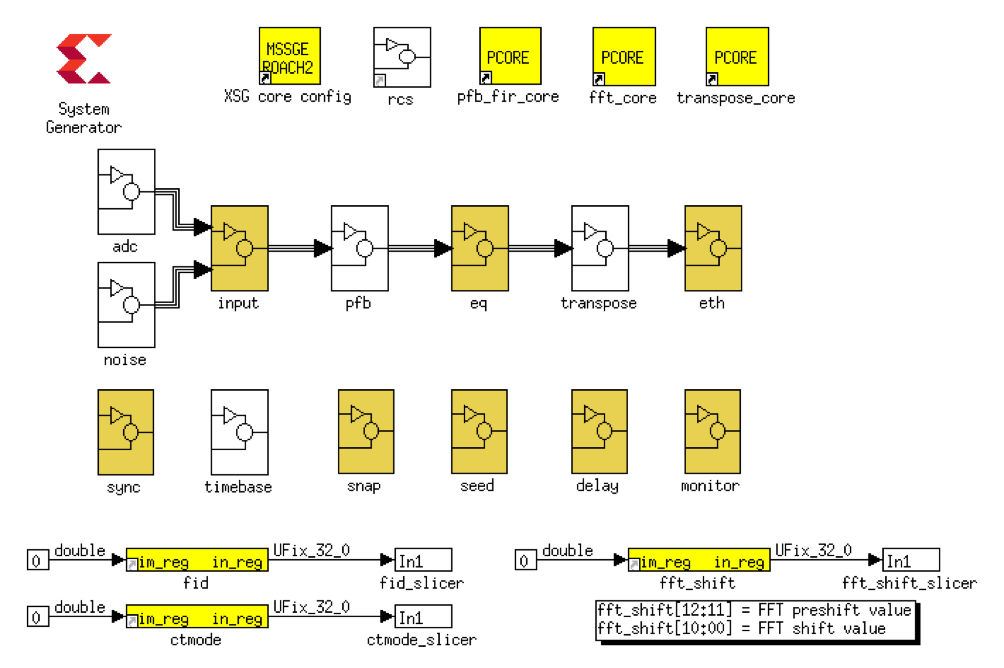 MSSGE
ROACH2
PCORE
PCORE
PCORE
XSG core config
rcs
pfb_fir_core
fft_core
transpose_core
System
Generator
adc
input
pfb
eq
transpose
eth
noise
sync
timebase
snap
seed
delay
monitor
0
double
im_reg in_reg
UFix_32_0
In1
fid
fid_slicer
0
double
im_reg in_reg
UFix_32_0
In1
fft_shift
fft_shift_slicer
0
double
im_reg in_reg
UFix_32_0
In1
ctmode
ctmode_slicer
fft_shift[12:11] = FFT preshift value
fft_shift[10:00] = FFT shift value